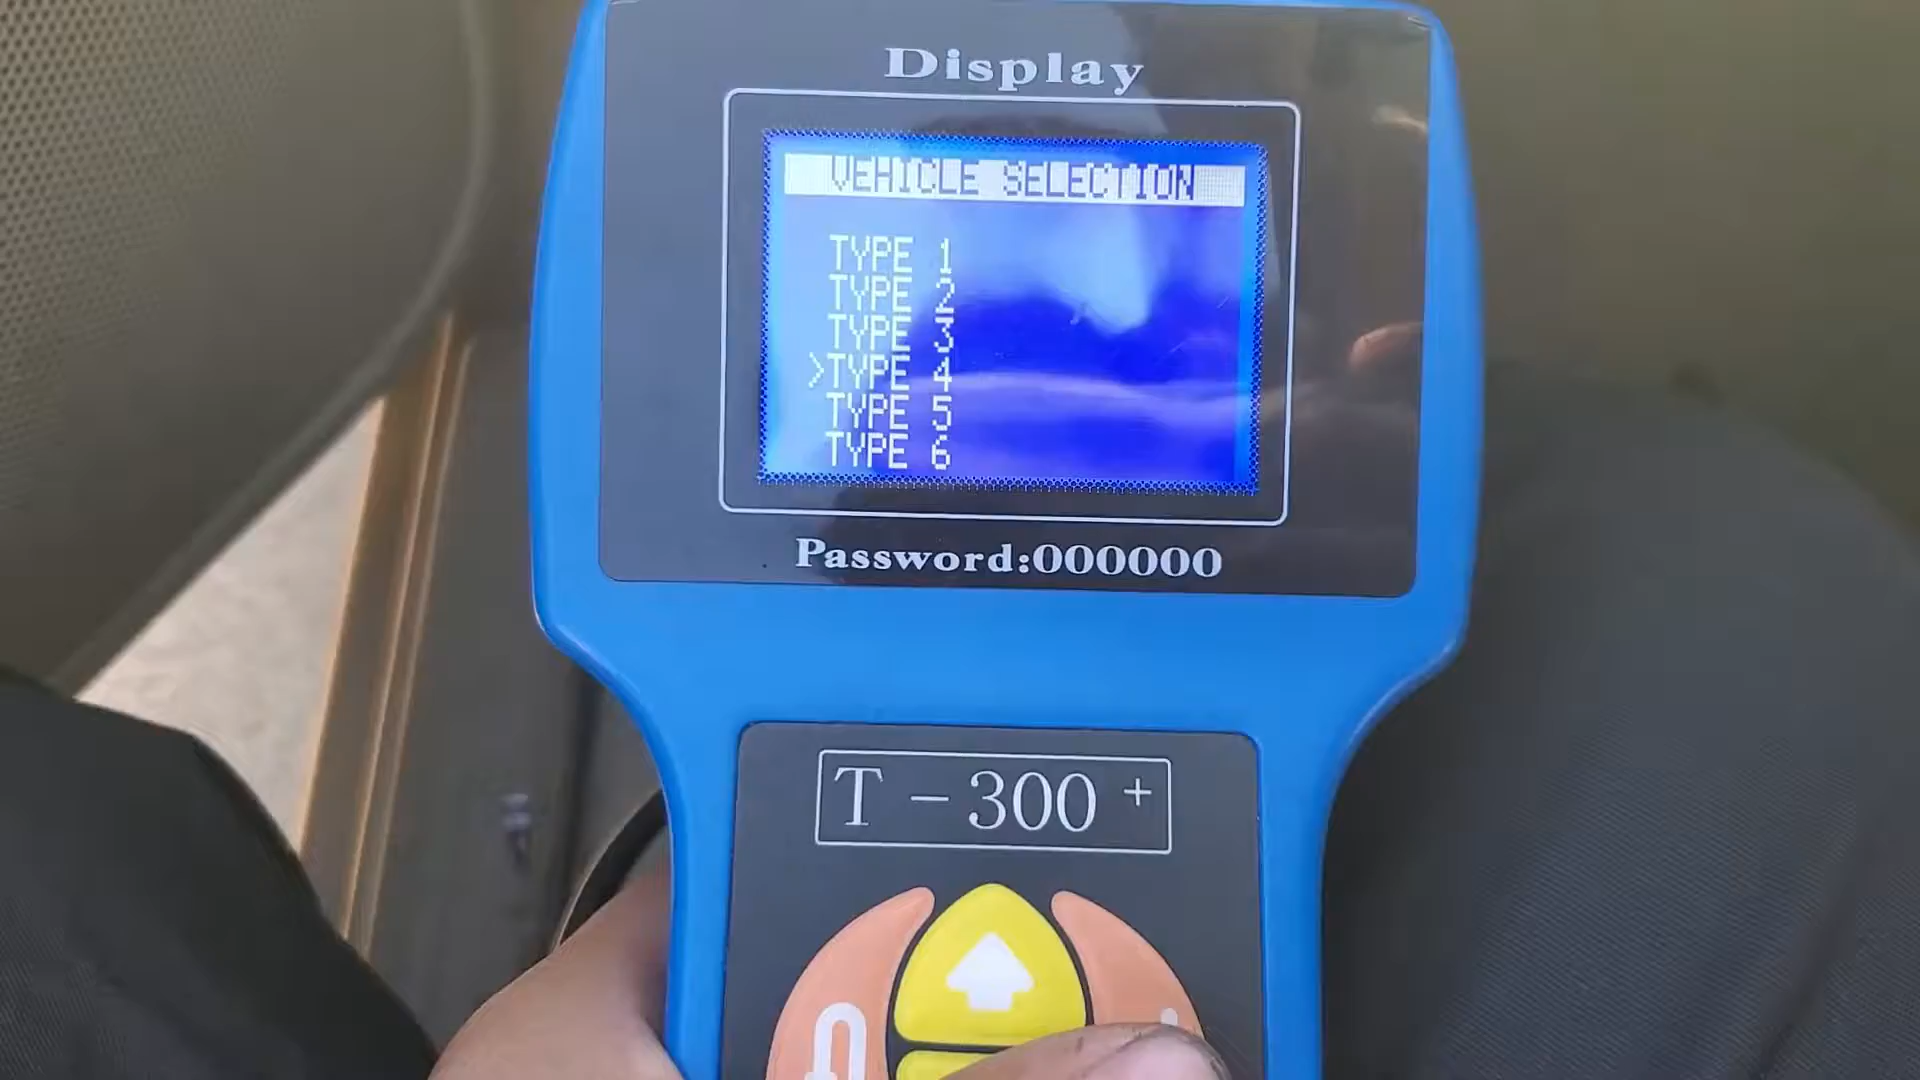 Display
VEHICLE SELECTION
TYPE 1
TYPE 2
TYPE 3
>TYPE 4
TYPE 5
TYPE 6
Password:000000
T-300+